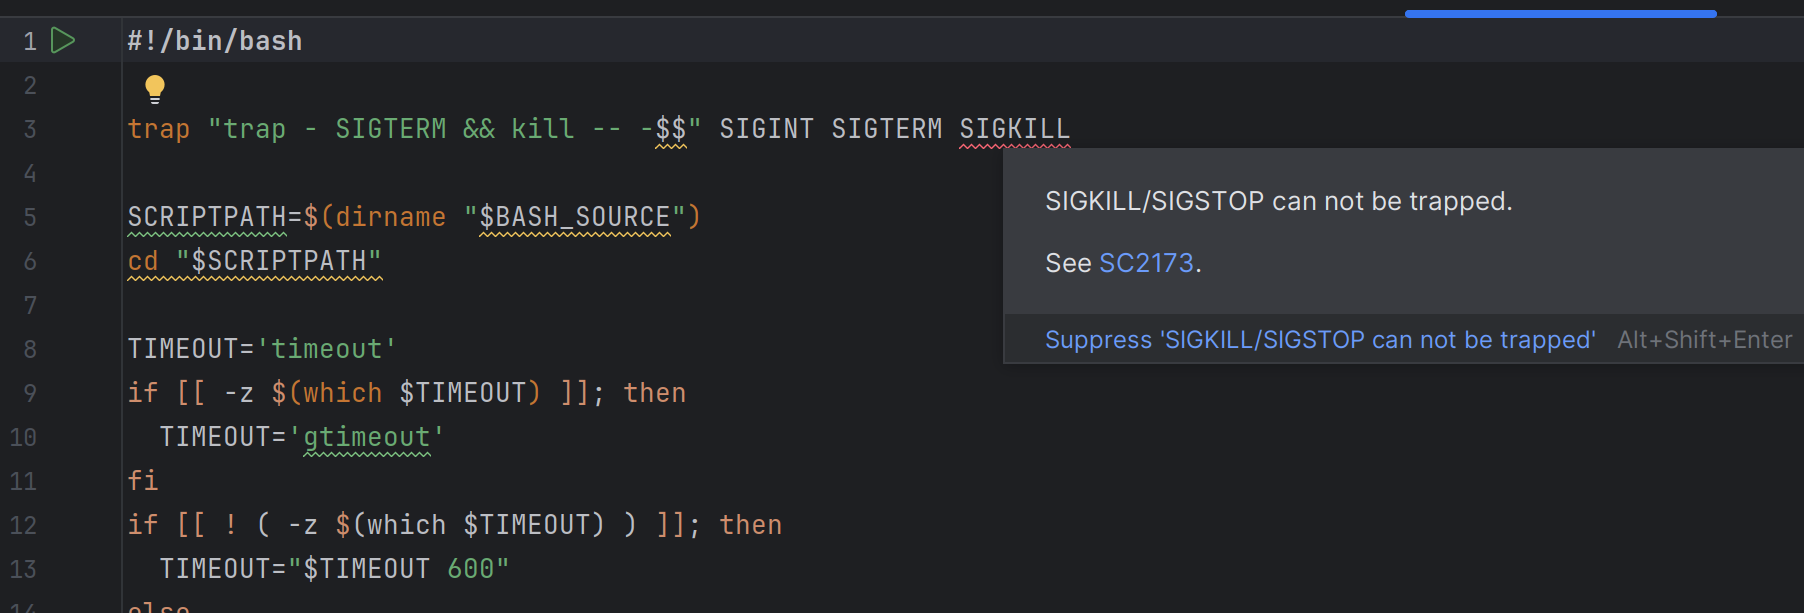 1 #!/bin/bash
2
3 trap "trap - SIGTERM && kill -- -$$" SIGINT SIGTERM SIGKILL
4
SIGKILL/SIGSTOP can not be trapped.
5 SCRIPTPATH=$(dirname "$BASH_SOURCE")
6 cd "$SCRIPTPATH"
See SC2173.
7
8 TIMEOUT='timeout'
Suppress 'SIGKILL/SIGSTOP can not be trapped' Alt+Shift+Enter
9 if [[ -z $(which $TIMEOUT) ]]; then
10 TIMEOUT='gtimeout'
11 fi
12 if [[ ! ( -z $(which $TIMEOUT) ) ]]; then
13 TIMEOUT="$TIMEOUT 600"
14 else